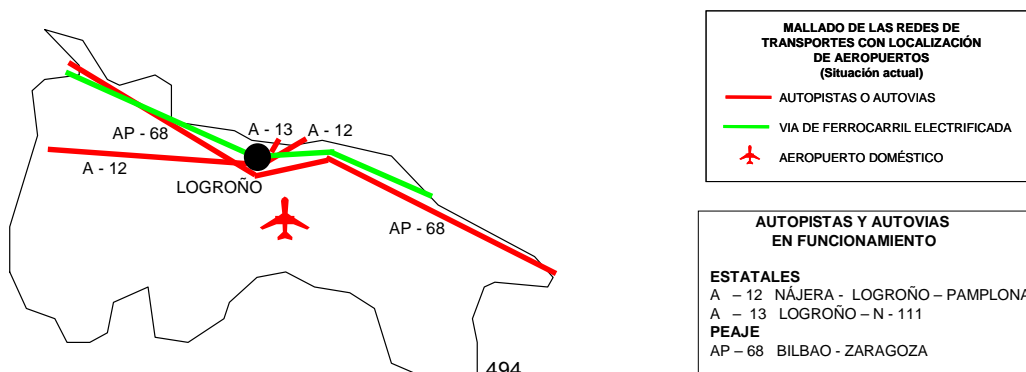 A - 13
A - 12
AP - 68
A - 12
LOGROÑO
AP - 68
494
MALLADO DE LAS REDES DE
TRANSPORTES CON LOCALIZACIÓN
DE AEROPUERTOS
(Situación actual)
AUTOPISTAS O AUTOVIAS
VIA DE FERROCARRIL ELECTRIFICADA
AEROPUERTO DOMÉSTICO
AUTOPISTAS Y AUTOVIAS
EN FUNCIONAMIENTO
ESTATALES
A – 12 NÁJERA - LOGROÑO – PAMPLONA
A – 13 LOGROÑO – N - 111
PEAJE
AP – 68 BILBAO - ZARAGOZA